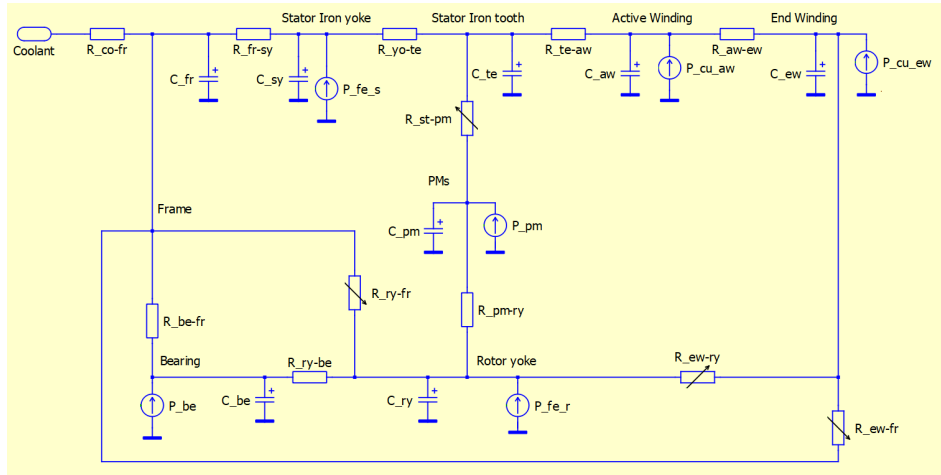 Stator Iron yoke Stator Iron tooth Active Winding End Winding
Coolant R_co-fr R_fr-sy R_yo-te R_te-aw R_aw-ew
C_fr C_sy P_fe_s C_te C_aw P_cu_aw C_ew P_cu_ew
R_st-pm
PMs
Frame
C_pm P_pm
R_ry-fr
R_be-fr R_pm-ry
Bearing R_ry-be Rotor yoke R_ew-ry
P_be C_be C_ry P_fe_r
R_ew-fr